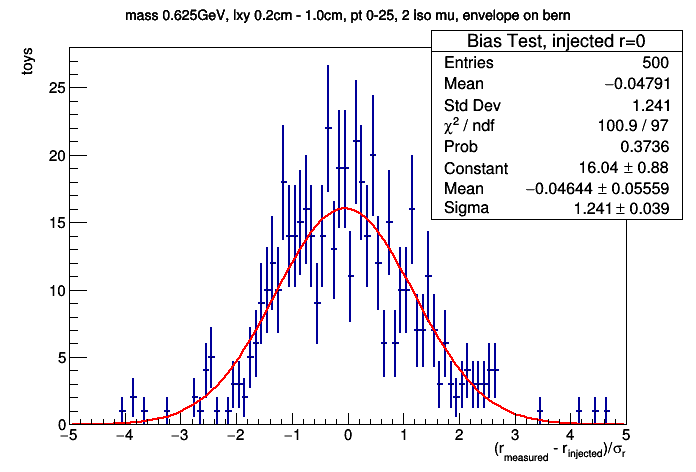 mass 0.625GeV, lxy 0.2cm - 1.0cm, pt 0-25, 2 iso mu, envelope on bern
Bias Test, injected r=0
Entries 500
Mean −0.04791
Std Dev 1.241
χ² / ndf 100.9 / 97
Prob 0.3736
Constant 16.04 ± 0.88
Mean −0.04644 ± 0.05559
Sigma 1.241 ± 0.039
toys
25
20
15
10
5
0
−5 −4 −3 −2 −1 0 1 2 3 4 5
(r_measured - r_injected)/σ_r